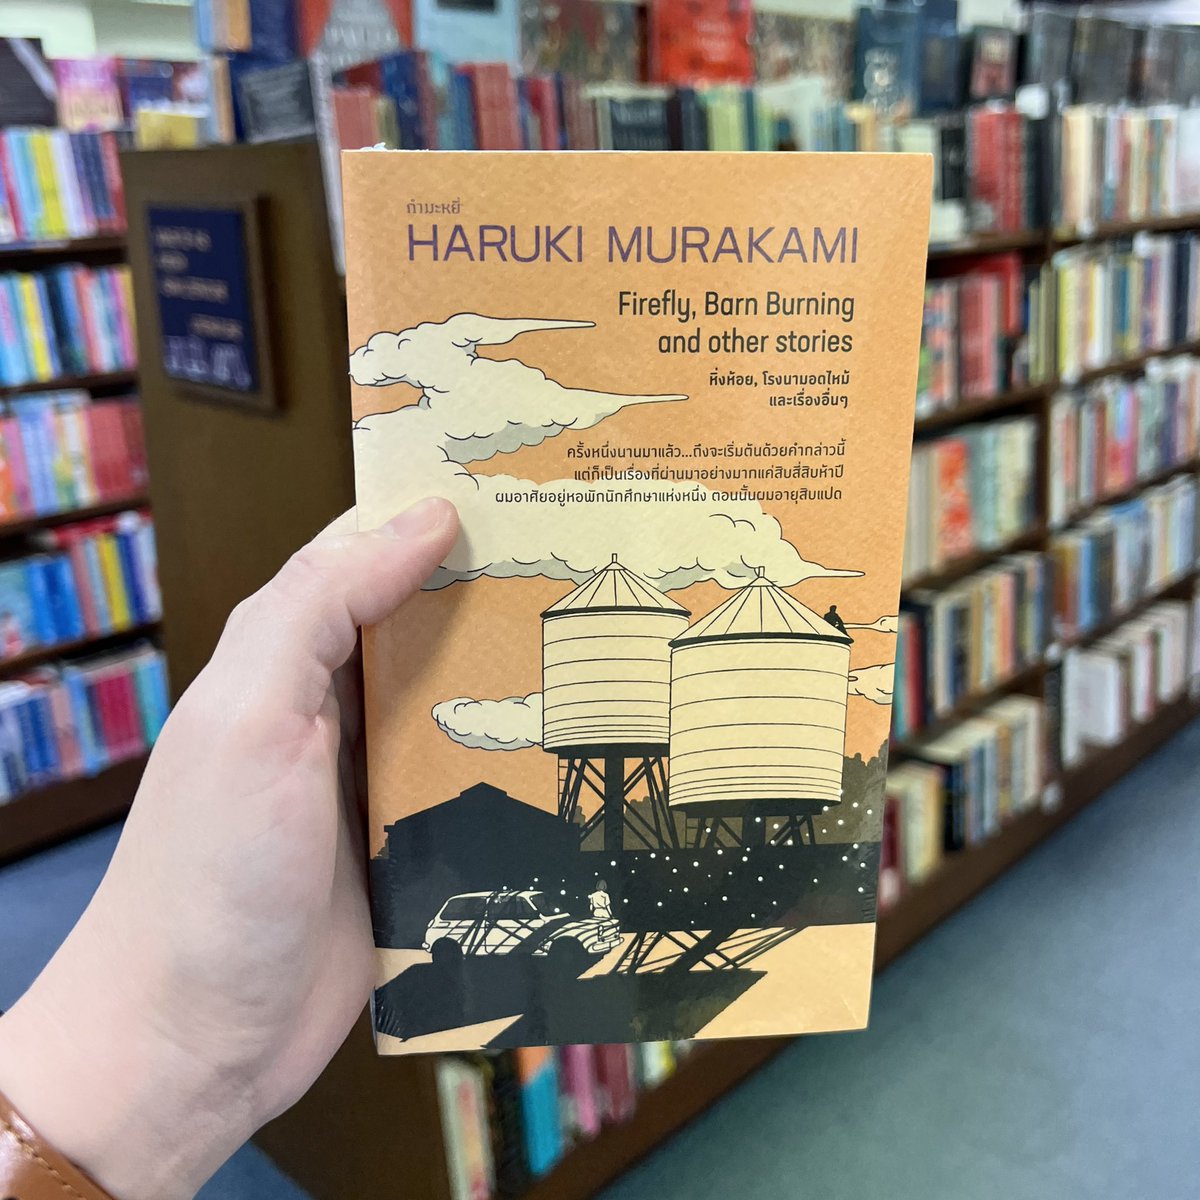 กำมะหยี่
HARUKI MURAKAMI
Firefly, Barn Burning
and other stories
หิ่งห้อย, โรงนามอดไหม้
และเรื่องอื่นๆ
ครั้งหนึ่งนานมาแล้ว...ถึงจะเริ่มต้นด้วยคำกล่าวนี้
แต่ก็เป็นเรื่องที่ผ่านมาอย่างมากแค่สิบสี่สิบห้าปี
ผมอาศัยอยู่หอพักนักศึกษาแห่งหนึ่ง ตอนนั้นผมอายุสิบแปด